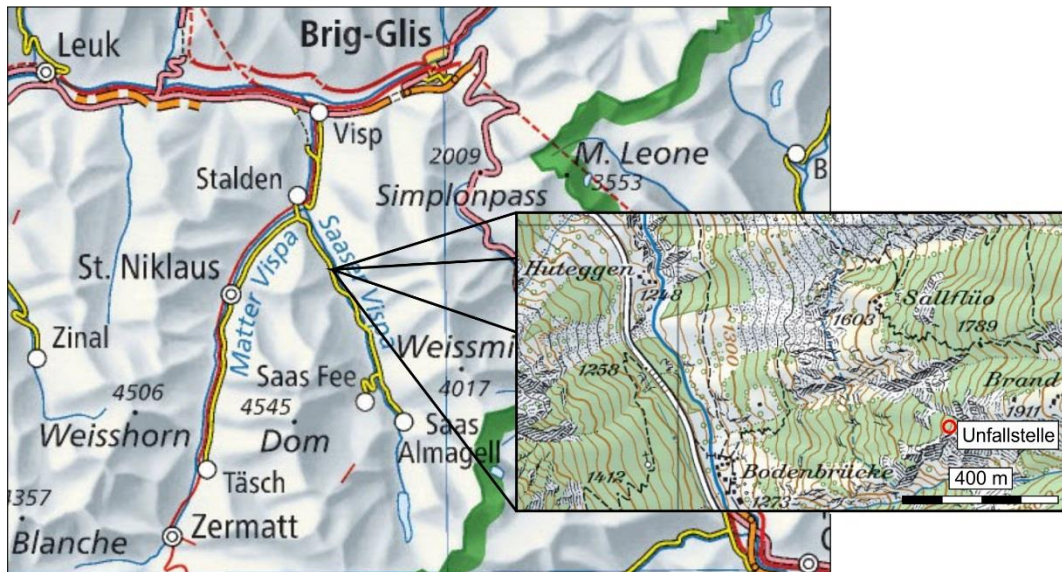 Leuk
Brig-Glis
Visp
2009
M. Leone
3553
B
Simplonpass
Stalden
Saaser Vispa
St. Niklaus
Matter Vispa
Zinal
Weissmi
4017
Saas Fee
4506
4545
Weisshorn
Dom
Saas
Almagell
Täsch
4357
Zermatt
Blanche
Huteggen
1248
Sallflüo
1603
1789
1300
1258
Brand
1911
Unfallstelle
Bodenbrücke
400 m
1412
1273